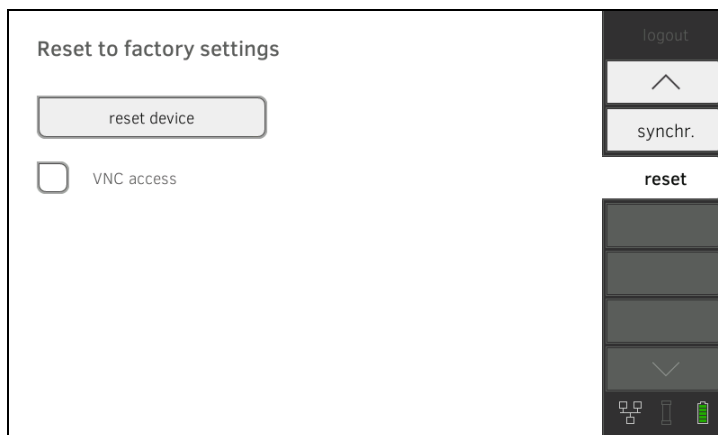 Reset to factory settings
reset device
VNC access
logout
synchr.
reset